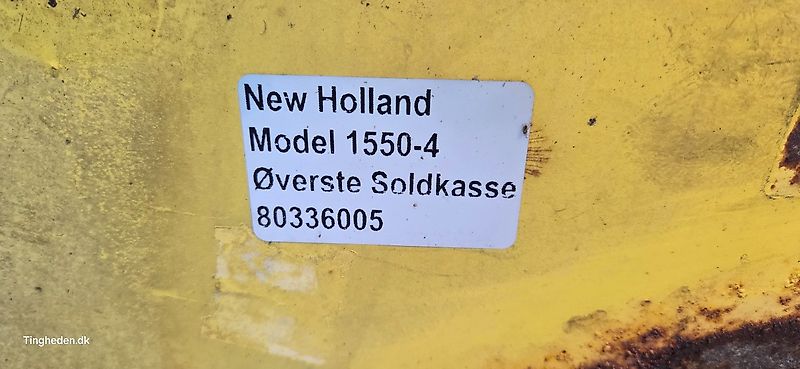 New Holland
Model 1550-4
Øverste Soldkasse
80336005
Tingheden.dk